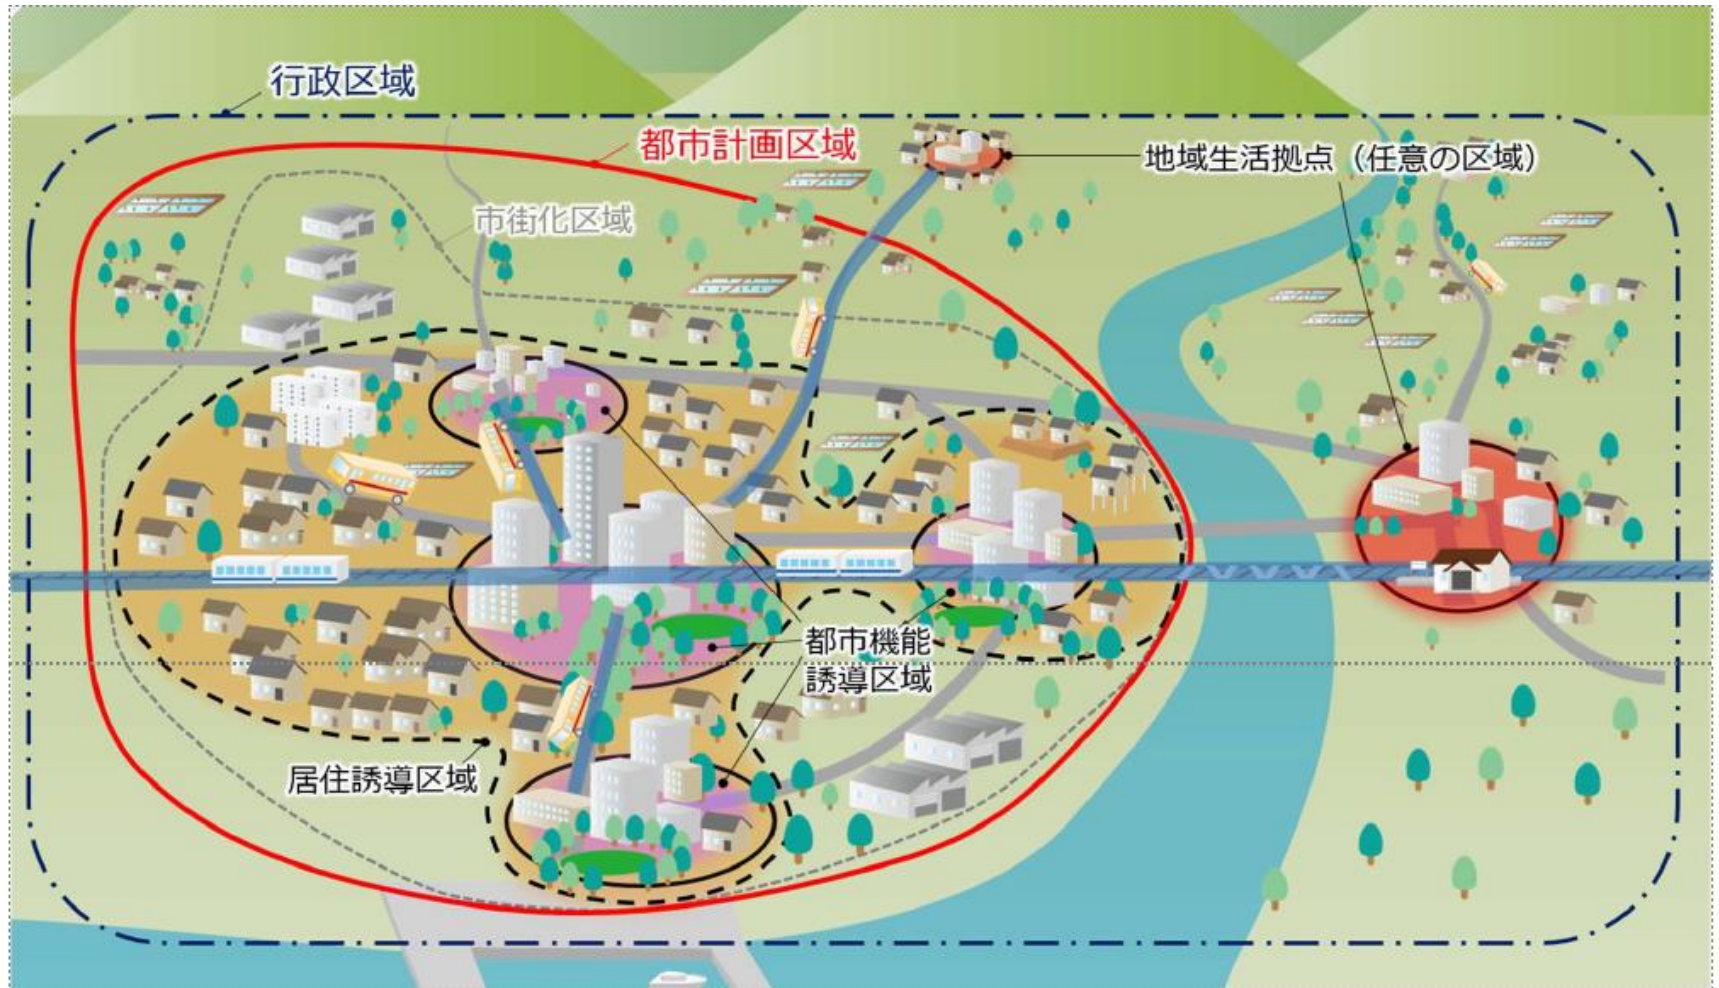 行政区域
都市計画区域
地域生活拠点（任意の区域）
市街化区域
都市機能
誘導区域
居住誘導区域